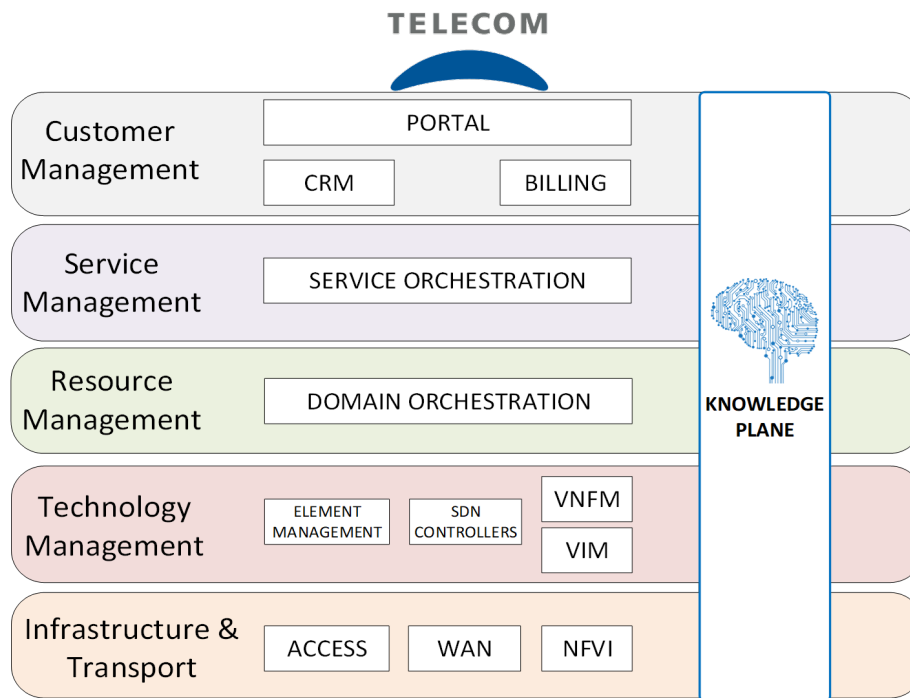 TELECOM
Customer
Management
PORTAL
CRM
BILLING
Service
Management
SERVICE ORCHESTRATION
Resource
Management
DOMAIN ORCHESTRATION
KNOWLEDGE
PLANE
Technology
Management
ELEMENT
MANAGEMENT
SDN
CONTROLLERS
VNFM
VIM
Infrastructure &
Transport
ACCESS
WAN
NFVI